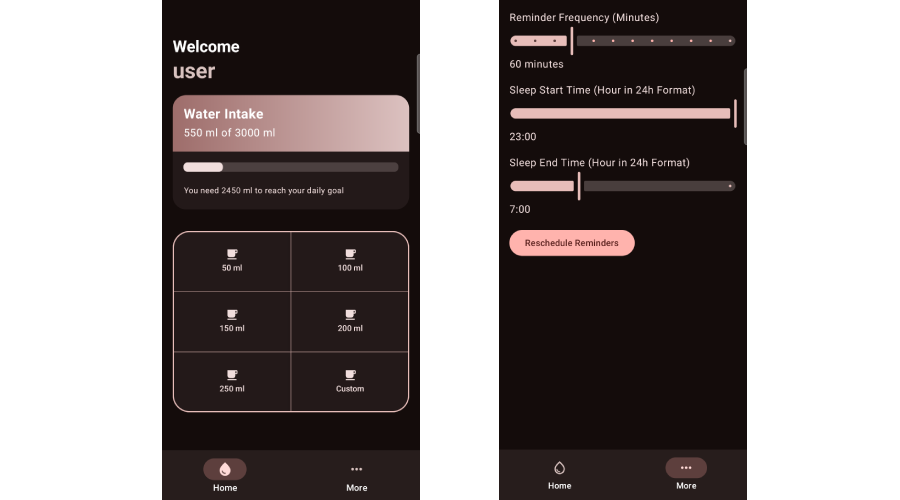 Welcome
user
Water Intake
550 ml of 3000 ml
You need 2450 ml to reach your daily goal
50 ml
100 ml
150 ml
200 ml
250 ml
Custom
Home
More
Reminder Frequency (Minutes)
60 minutes
Sleep Start Time (Hour in 24h Format)
23:00
Sleep End Time (Hour in 24h Format)
7:00
Reschedule Reminders
Home
More